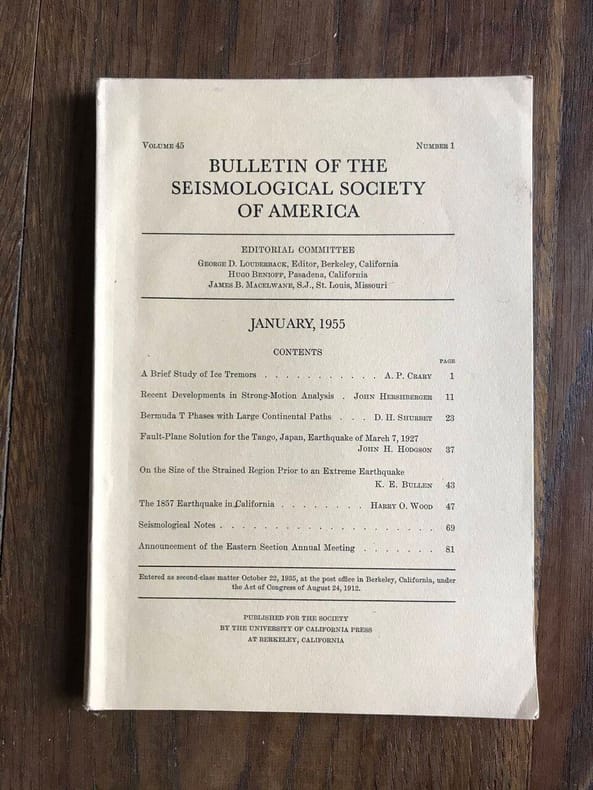 VOLUME 45 NUMBER 1
BULLETIN OF THE
SEISMOLOGICAL SOCIETY
OF AMERICA
EDITORIAL COMMITTEE
GEORGE D. LOUDERBACK, Editor, Berkeley, California
HUGO BENIOFF, Pasadena, California
JAMES B. MACELWANE, S.J., St. Louis, Missouri
JANUARY, 1955
CONTENTS
PAGE
A Brief Study of Ice Tremors . . . . . . . . . . . . A. P. CRARY 1
Recent Developments in Strong-Motion Analysis . JOHN HERSHBERGER 11
Bermuda T Phases with Large Continental Paths . . . D. H. SHURBET 23
Fault-Plane Solution for the Tango, Japan, Earthquake of March 7, 1927
JOHN H. HODGSON 37
On the Size of the Strained Region Prior to an Extreme Earthquake
K. E. BULLEN 43
The 1857 Earthquake in California . . . . . . . . HARRY O. WOOD 47
Seismological Notes . . . . . . . . . . . . . . . . . . . . . 69
Announcement of the Eastern Section Annual Meeting . . . . . . . 81
Entered as second-class matter October 22, 1935, at the post office in Berkeley, California, under
the Act of Congress of August 24, 1912.
PUBLISHED FOR THE SOCIETY
BY THE UNIVERSITY OF CALIFORNIA PRESS
AT BERKELEY, CALIFORNIA